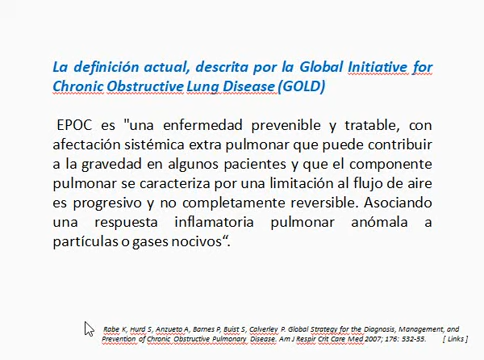 La definición actual, descrita por la Global Initiative for
Chronic Obstructive Lung Disease (GOLD)
EPOC es "una enfermedad prevenible y tratable, con
afectación sistémica extra pulmonar que puede contribuir
a la gravedad en algunos pacientes y que el componente
pulmonar se caracteriza por una limitación al flujo de aire
es progresivo y no completamente reversible. Asociando
una respuesta inflamatoria pulmonar anómala a
partículas o gases nocivos“.
Rabe K, Hurd S, Anzueto A, Barnes P, Buist S, Calverley P. Global Strategy for the Diagnosis, Management, and
Prevention of Chronic Obstructive Pulmonary Disease. Am J Respir Crit Care Med 2007; 176: 532-55. [ Links ]